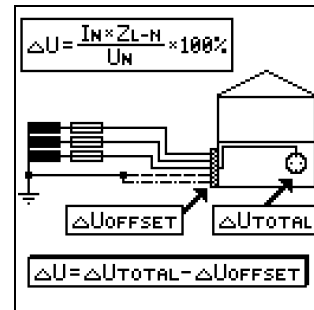 △U=IN×ZL-N/UN×100%
△UOFFSET
△UTOTAL
△U=△UTOTAL-△UOFFSET